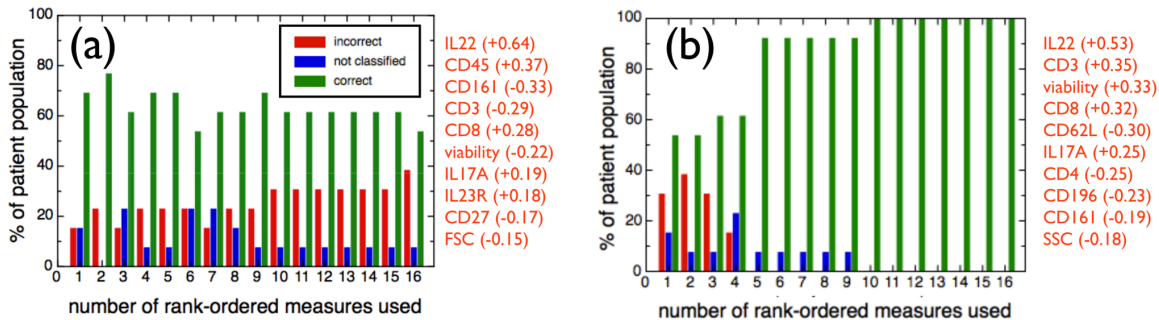 (a)
incorrect
not classified
correct
100
80
60
40
20
0
% of patient population
0 1 2 3 4 5 6 7 8 9 10 11 12 13 14 15 16
number of rank-ordered measures used
IL22 (+0.64)
CD45 (+0.37)
CD161 (-0.33)
CD3 (-0.29)
CD8 (+0.28)
viability (-0.22)
IL17A (+0.19)
IL23R (+0.18)
CD27 (-0.17)
FSC (-0.15)
(b)
100
80
60
40
20
0
% of patient population
0 1 2 3 4 5 6 7 8 9 10 11 12 13 14 15 16
number of rank-ordered measures used
IL22 (+0.53)
CD3 (+0.35)
viability (+0.33)
CD8 (+0.32)
CD62L (-0.30)
IL17A (+0.25)
CD4 (-0.25)
CD196 (-0.23)
CD161 (-0.19)
SSC (-0.18)